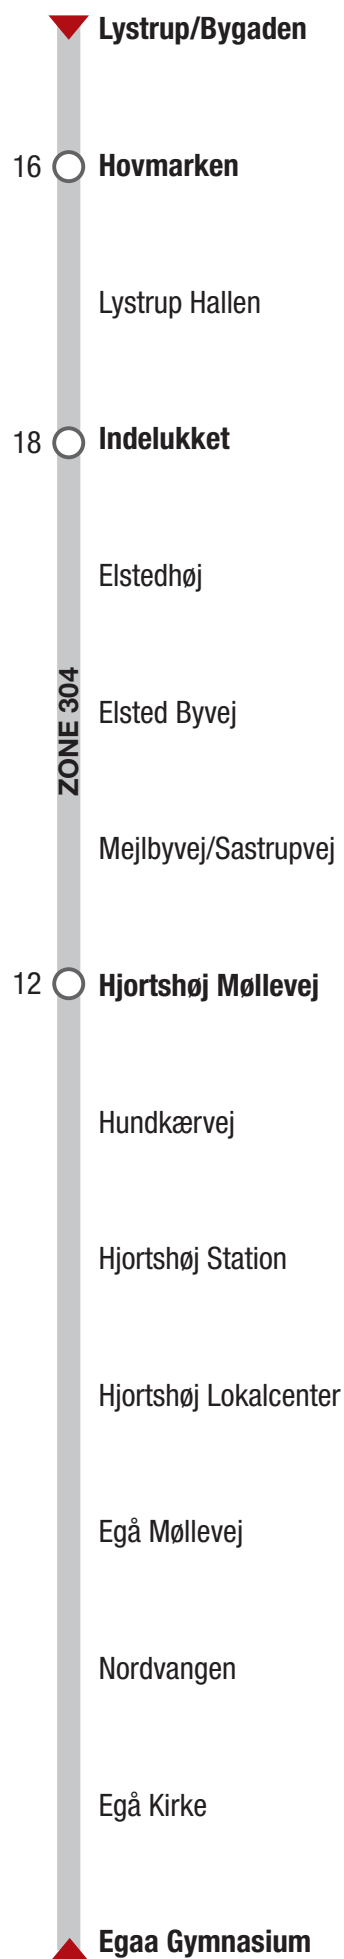 Lystrup/Bygaden
16 Hovmarken
Lystrup Hallen
18 Indelukket
Elstedhøj
ZONE 304
Elsted Byvej
Mejlbyvej/Sastrupvej
12 Hjortshøj Møllevej
Hundkærvej
Hjortshøj Station
Hjortshøj Lokalcenter
Egå Møllevej
Nordvangen
Egå Kirke
Egaa Gymnasium